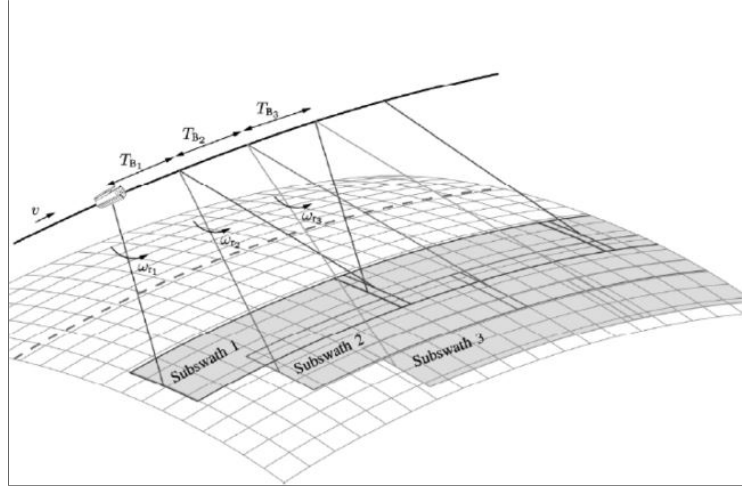 T_B1
T_B2
T_B3
v
ω_r1
ω_r2
ω_r3
Subswath 1
Subswath 2
Subswath 3